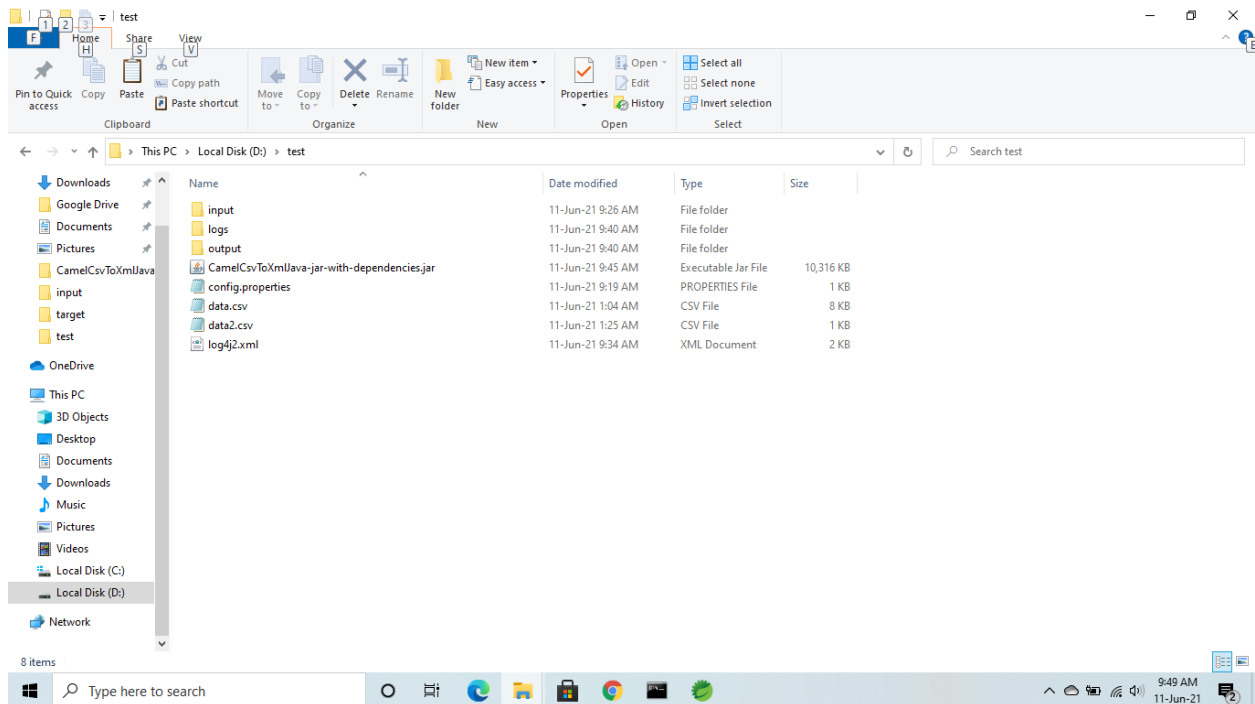 test
1 2 3
F Home Share View
H S V
E
Pin to Quick access
Copy
Paste
Cut
Copy path
Paste shortcut
Clipboard
Move to
Copy to
Delete
Rename
Organize
New folder
New item
Easy access
New
Properties
Open
Edit
History
Open
Select all
Select none
Invert selection
Select
This PC > Local Disk (D:) > test
Search test
Downloads
Google Drive
Documents
Pictures
CamelCsvToXmlJava
input
target
test
OneDrive
This PC
3D Objects
Desktop
Documents
Downloads
Music
Pictures
Videos
Local Disk (C:)
Local Disk (D:)
Network
Name Date modified Type Size
input 11-Jun-21 9:26 AM File folder
logs 11-Jun-21 9:40 AM File folder
output 11-Jun-21 9:40 AM File folder
CamelCsvToXmlJava-jar-with-dependencies.jar 11-Jun-21 9:45 AM Executable Jar File 10,316 KB
config.properties 11-Jun-21 9:19 AM PROPERTIES File 1 KB
data.csv 11-Jun-21 1:04 AM CSV File 8 KB
data2.csv 11-Jun-21 1:25 AM CSV File 1 KB
log4j2.xml 11-Jun-21 9:34 AM XML Document 2 KB
8 items
Type here to search
9:49 AM
11-Jun-21
2